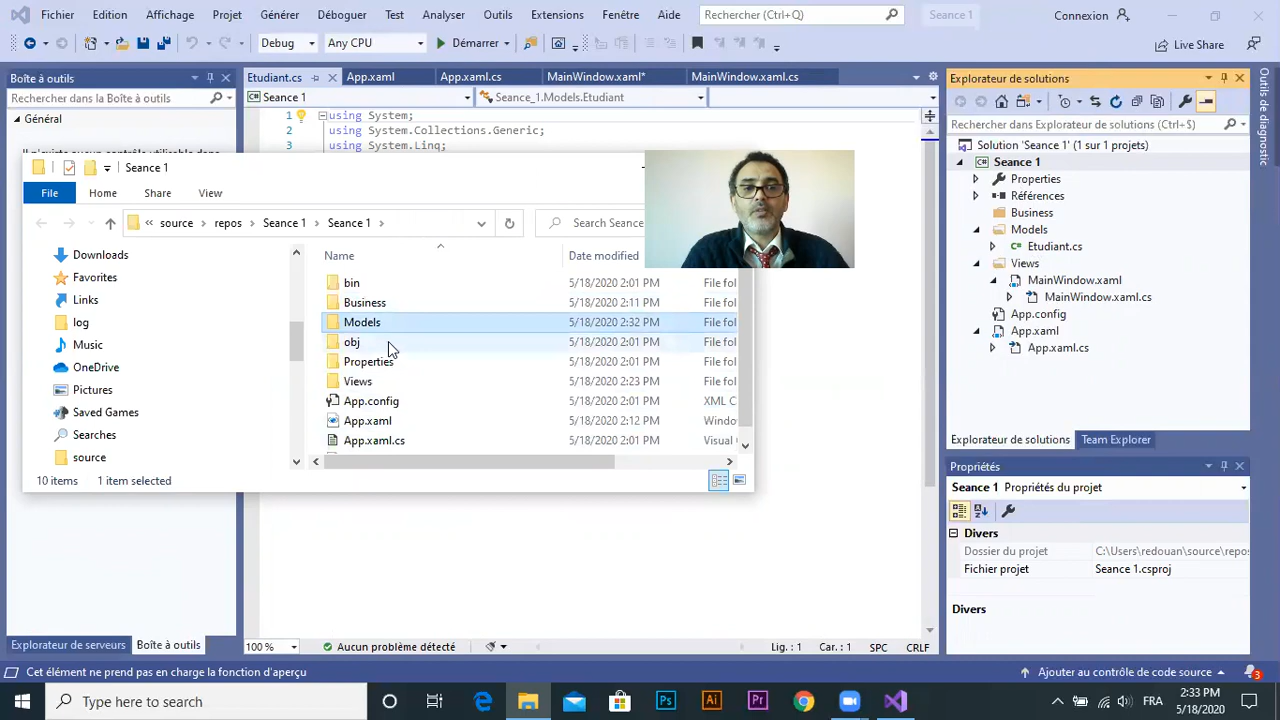 Fichier Edition Affichage Projet Générer Déboguer Test Analyser Outils Extensions Fenêtre Aide Rechercher (Ctrl+Q) Seance 1 Connexion
Debug Any CPU Démarrer Live Share
Boîte à outils
Rechercher dans la Boîte à outils
Général
Etudiant.cs App.xaml App.xaml.cs MainWindow.xaml* MainWindow.xaml.cs
Seance 1 Seance_1.Models.Etudiant
1 using System;
2 using System.Collections.Generic;
3 using System.Linq;
Seance 1
File Home Share View
« source › repos › Seance 1 › Seance 1 › Search Seance
Downloads
Favorites
Links
log
Music
OneDrive
Pictures
Saved Games
Searches
source
Name Date modified
bin 5/18/2020 2:01 PM File fol
Business 5/18/2020 2:11 PM File fol
Models 5/18/2020 2:32 PM File fol
obj 5/18/2020 2:01 PM File fol
Properties 5/18/2020 2:01 PM File fol
Views 5/18/2020 2:23 PM File fol
App.config 5/18/2020 2:01 PM XML C
App.xaml 5/18/2020 2:12 PM Windo
App.xaml.cs 5/18/2020 2:01 PM Visual
10 items 1 item selected
Explorateur de solutions
Rechercher dans Explorateur de solutions (Ctrl+$)
Solution 'Seance 1' (1 sur 1 projets)
Seance 1
Properties
Références
Business
Models
Etudiant.cs
Views
MainWindow.xaml
MainWindow.xaml.cs
App.config
App.xaml
App.xaml.cs
Explorateur de solutions Team Explorer
Propriétés
Seance 1 Propriétés du projet
Divers
Dossier du projet C:\Users\redouan\source\repos
Fichier projet Seance 1.csproj
Divers
Outils de diagnostic
Explorateur de serveurs Boîte à outils
100 % Aucun problème détecté Lig. : 1 Car. : 1 SPC CRLF
Cet élément ne prend pas en charge la fonction d'aperçu Ajouter au contrôle de code source 3
Type here to search
Ps Ai Pr
FRA
2:33 PM
5/18/2020